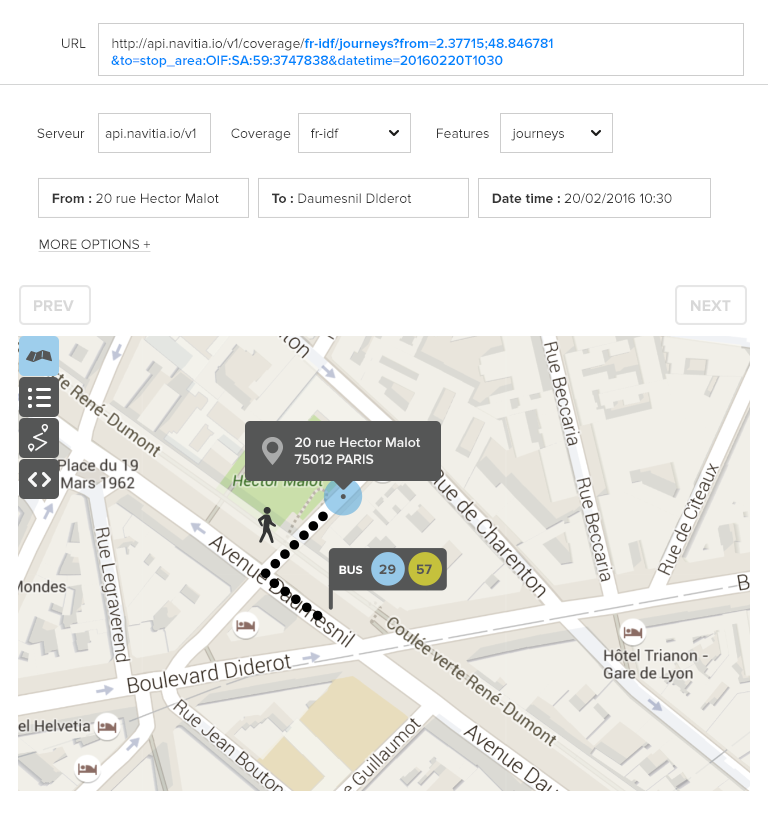 URL
http://api.navitia.io/v1/coverage/fr-idf/journeys?from=2.37715;48.846781
&to=stop_area:OIF:SA:59:3747838&datetime=20160220T1030
Serveur api.navitia.io/v1 Coverage fr-idf Features journeys
From : 20 rue Hector Malot To : Daumesnil Diderot Date time : 20/02/2016 10:30
MORE OPTIONS +
PREV NEXT
ton
te René-Dumont
Rue Beccaria
20 rue Hector Malot
75012 PARIS
Place du 19
Mars 1962
Hector Malot
Rue de Charenton
Rue Beccaria
Rue de Citeaux
Rue Legraverend
Avenue Daumesnil
BUS 29 57
Mondes
B
Coulée verte René-Dumont
Hôtel Trianon -
Gare de Lyon
Boulevard Diderot
el Helvetia
Rue Jean Bouton
e Guillaumot
Avenue Dau